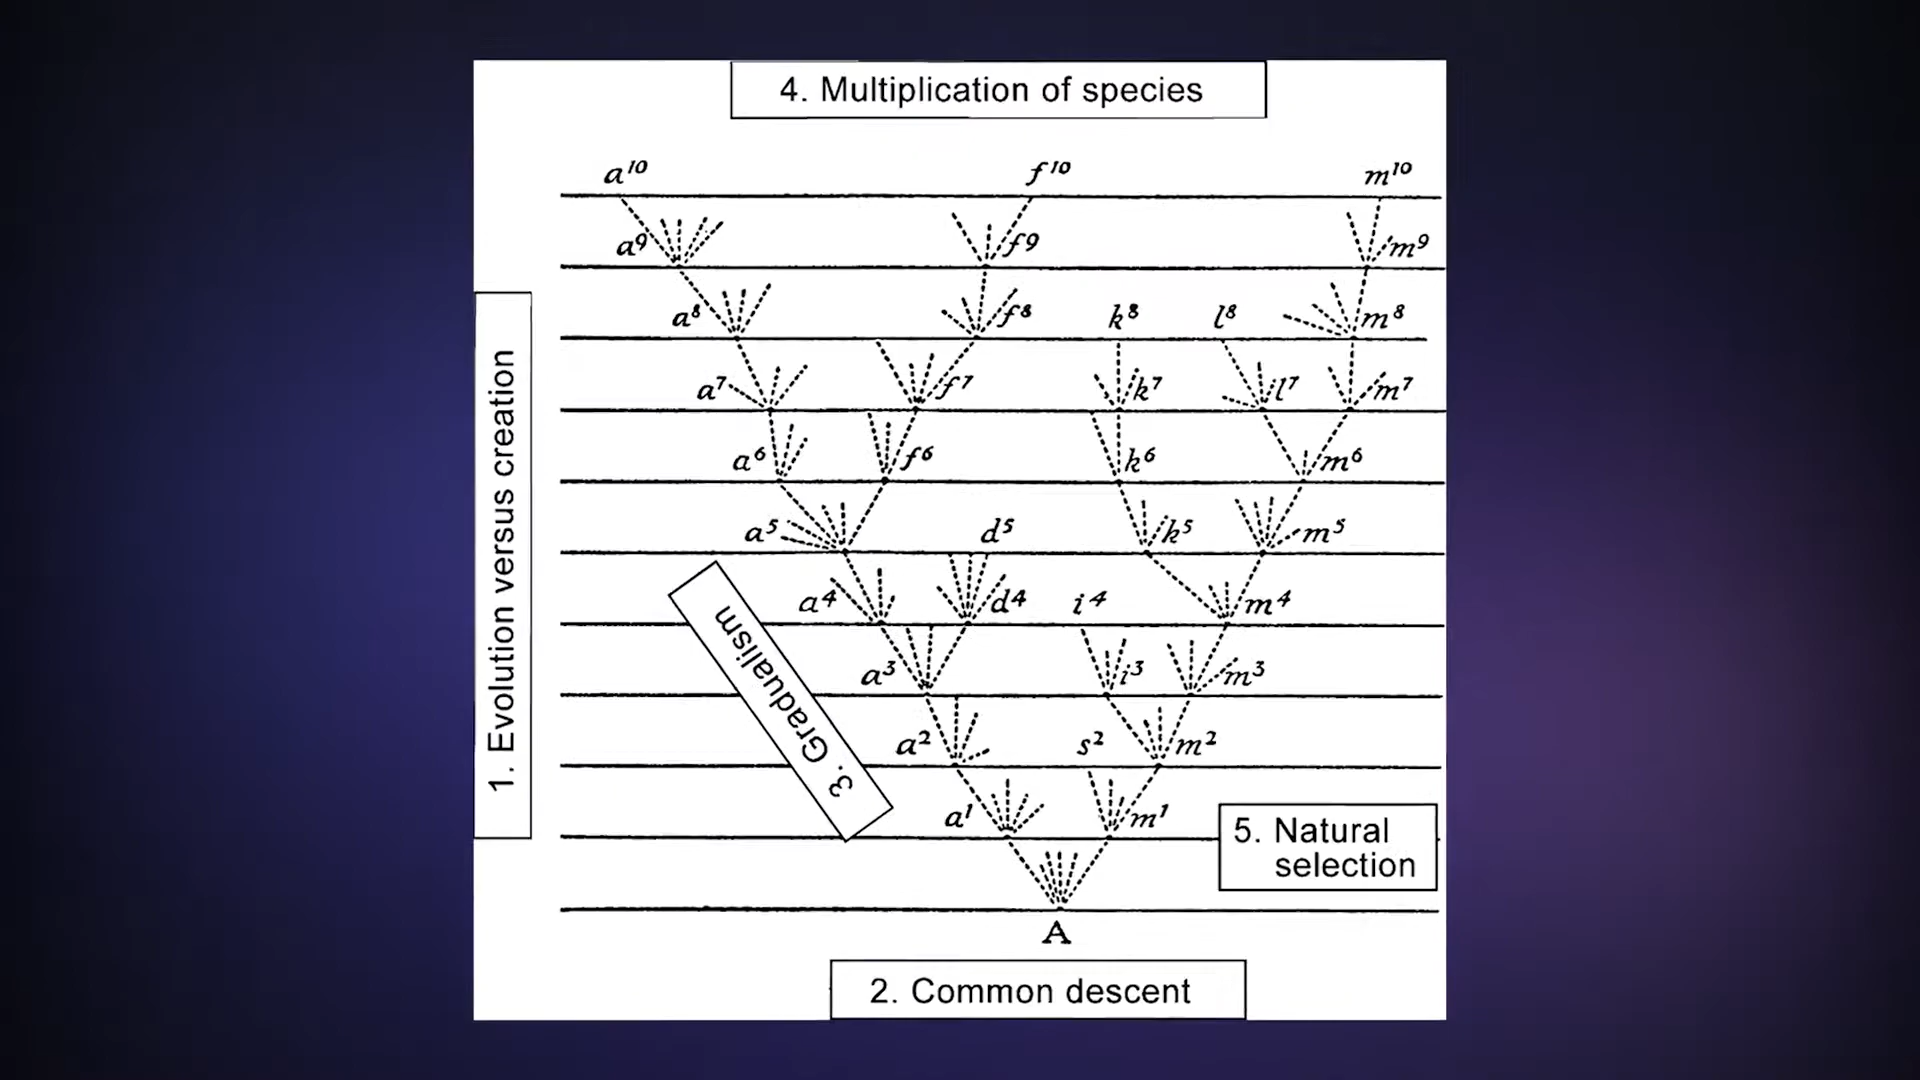 4. Multiplication of species
a¹⁰ f¹⁰ m¹⁰
a⁹ f⁹ m⁹
a⁸ f⁸ k⁸ l⁸ m⁸
a⁷ f⁷ k⁷ l⁷ m⁷
a⁶ f⁶ k⁶ m⁶
a⁵ d⁵ k⁵ m⁵
a⁴ d⁴ i⁴ m⁴
a³ i³ m³
a² s² m²
a¹ m¹
A
1. Evolution versus creation
3. Gradualism
5. Natural
selection
2. Common descent